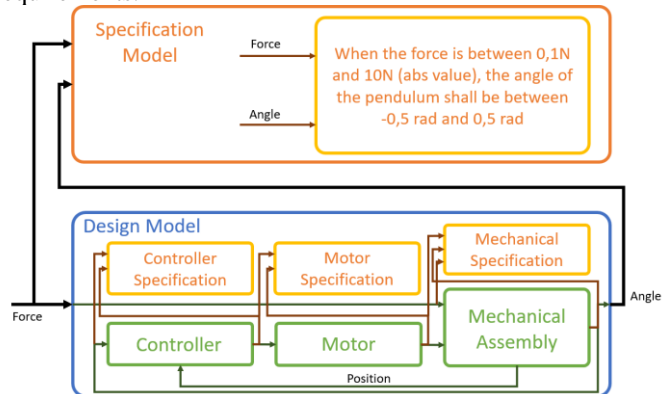 Specification
Model
Force
Angle
When the force is between 0,1N
and 10N (abs value), the angle of
the pendulum shall be between
-0,5 rad and 0,5 rad
Design Model
Controller
Specification
Motor
Specification
Mechanical
Specification
Force
Angle
Controller
Motor
Mechanical
Assembly
Position